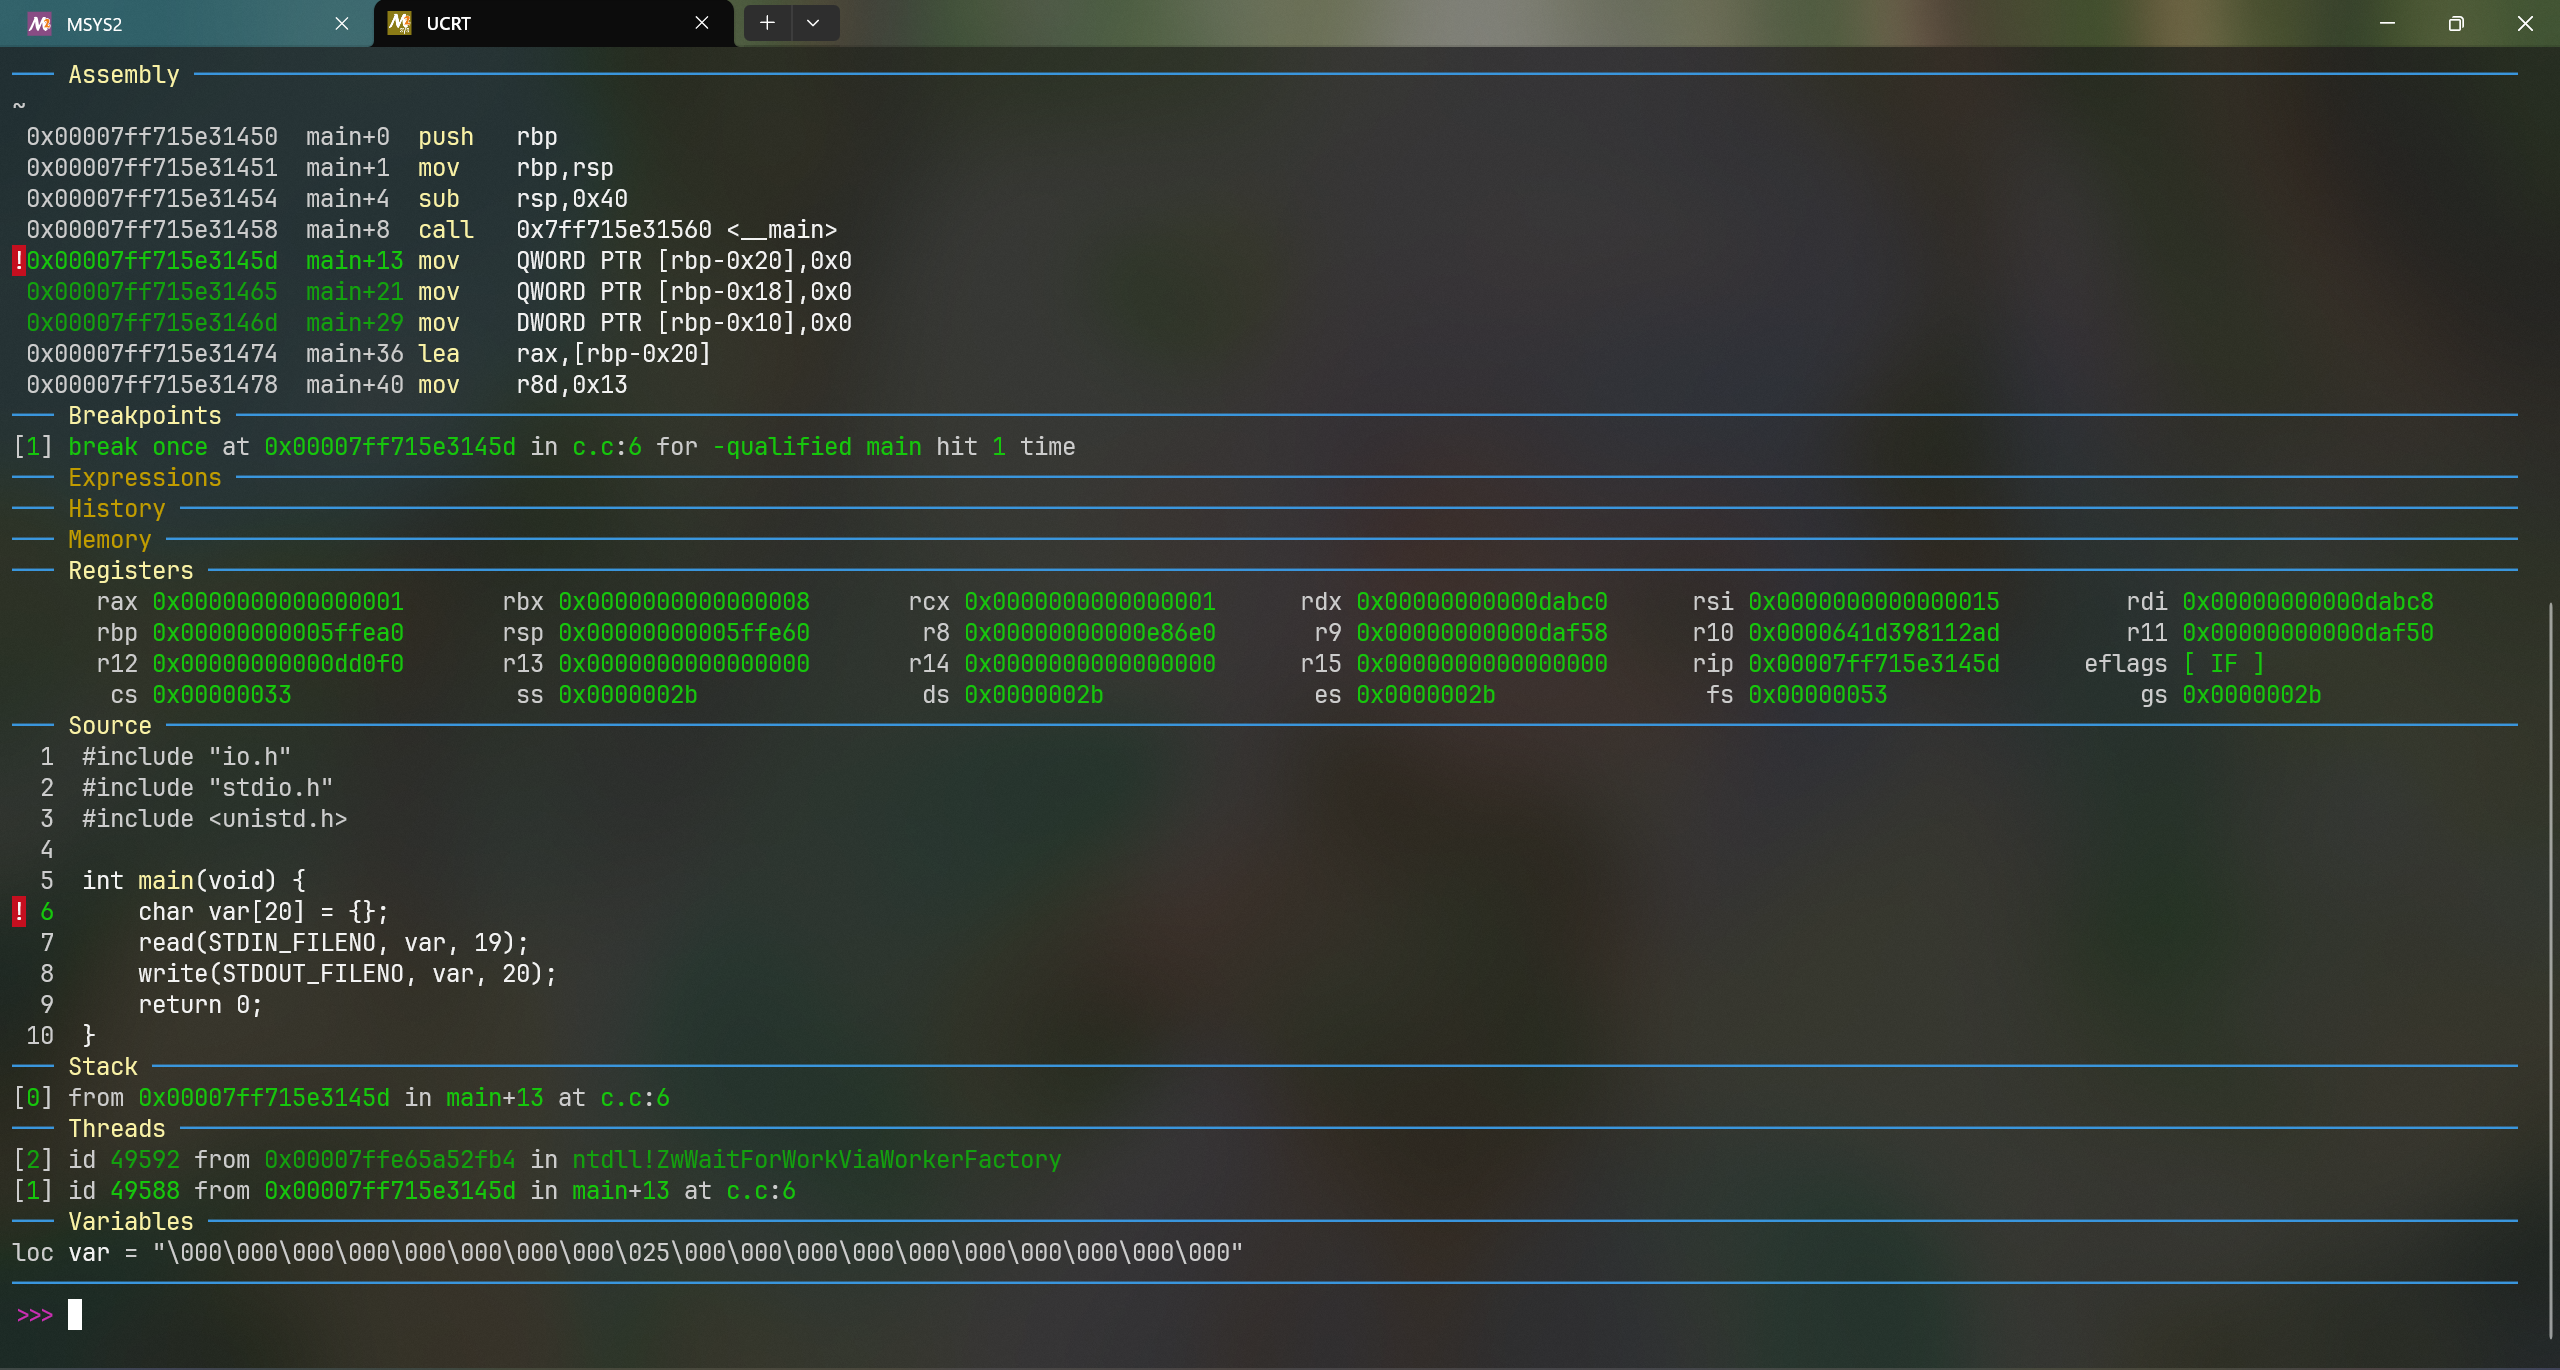 MSYS2
UCRT
Assembly
~
0x00007ff715e31450 main+0 push rbp
0x00007ff715e31451 main+1 mov rbp,rsp
0x00007ff715e31454 main+4 sub rsp,0x40
0x00007ff715e31458 main+8 call 0x7ff715e31560 <__main>
!0x00007ff715e3145d main+13 mov QWORD PTR [rbp-0x20],0x0
0x00007ff715e31465 main+21 mov QWORD PTR [rbp-0x18],0x0
0x00007ff715e3146d main+29 mov DWORD PTR [rbp-0x10],0x0
0x00007ff715e31474 main+36 lea rax,[rbp-0x20]
0x00007ff715e31478 main+40 mov r8d,0x13
Breakpoints
[1] break once at 0x00007ff715e3145d in c.c:6 for -qualified main hit 1 time
Expressions
History
Memory
Registers
rax 0x0000000000000001 rbx 0x0000000000000008 rcx 0x0000000000000001 rdx 0x00000000000dabc0 rsi 0x0000000000000015 rdi 0x00000000000dabc8
rbp 0x00000000005ffea0 rsp 0x00000000005ffe60 r8 0x00000000000e86e0 r9 0x00000000000daf58 r10 0x0000641d398112ad r11 0x00000000000daf50
r12 0x00000000000dd0f0 r13 0x0000000000000000 r14 0x0000000000000000 r15 0x0000000000000000 rip 0x00007ff715e3145d eflags [ IF ]
cs 0x00000033 ss 0x0000002b ds 0x0000002b es 0x0000002b fs 0x00000053 gs 0x0000002b
Source
1 #include "io.h"
2 #include "stdio.h"
3 #include <unistd.h>
4
5 int main(void) {
! 6 char var[20] = {};
7 read(STDIN_FILENO, var, 19);
8 write(STDOUT_FILENO, var, 20);
9 return 0;
10 }
Stack
[0] from 0x00007ff715e3145d in main+13 at c.c:6
Threads
[2] id 49592 from 0x00007ffe65a52fb4 in ntdll!ZwWaitForWorkViaWorkerFactory
[1] id 49588 from 0x00007ff715e3145d in main+13 at c.c:6
Variables
loc var = "\000\000\000\000\000\000\000\000\025\000\000\000\000\000\000\000\000\000\000"
>>>